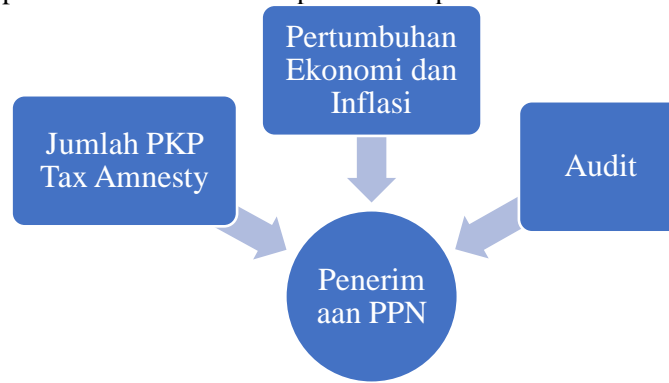 Pertumbuhan
Ekonomi dan
Inflasi
Jumlah PKP
Tax Amnesty
Audit
Penerim
aan PPN